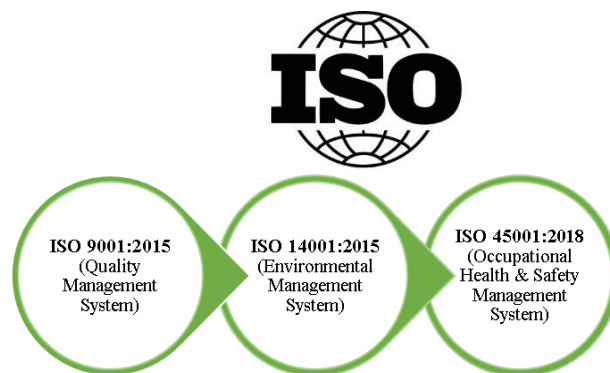 ISO
ISO 9001:2015
(Quality
Management
System)
ISO 14001:2015
(Environmental
Management
System)
ISO 45001:2018
(Occupational
Health & Safety
Management
System)